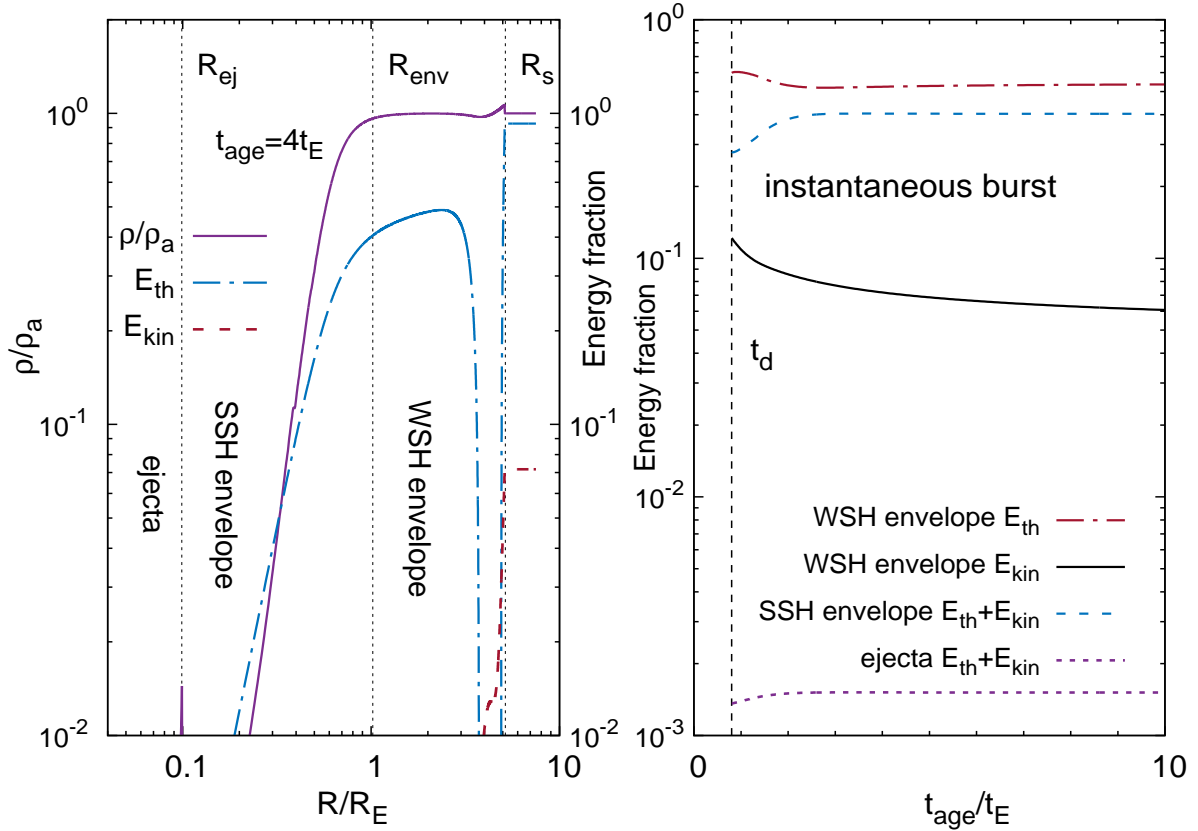 R_ej
R_env
R_s
t_age=4t_E
ρ/ρ_a
E_th
E_kin
ejecta
SSH envelope
WSH envelope
10^0
10^-1
10^-2
ρ/ρ_a
0.1
1
10
R/R_E
10^0
10^-1
10^-2
Energy fraction
10^0
10^-1
10^-2
10^-3
Energy fraction
instantaneous burst
t_d
WSH envelope E_th
WSH envelope E_kin
SSH envelope E_th+E_kin
ejecta E_th+E_kin
0
10
t_age/t_E